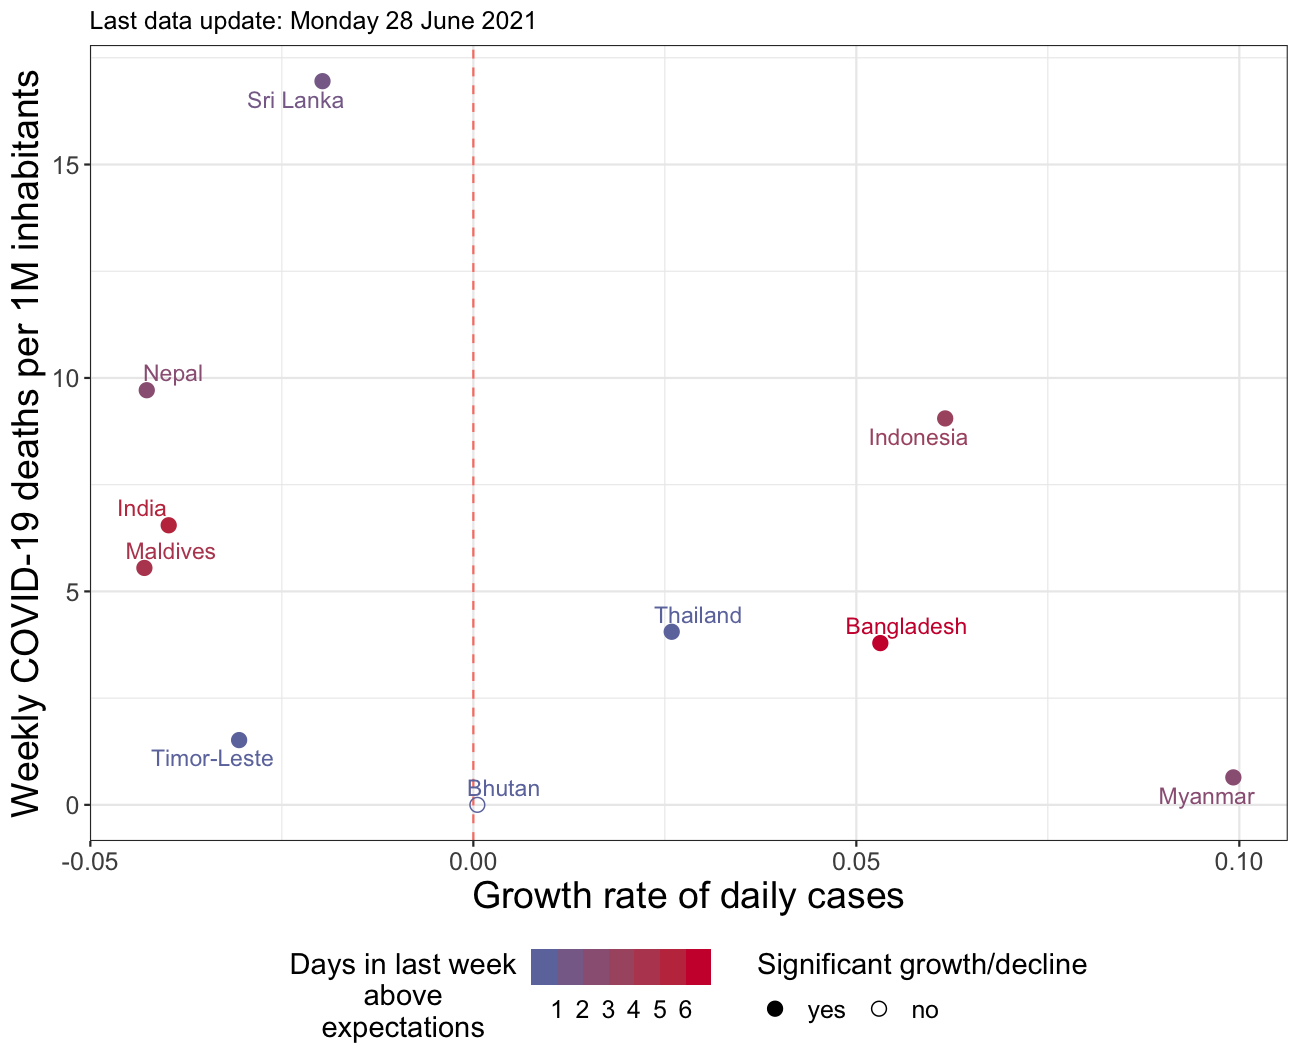 Last data update: Monday 28 June 2021
Weekly COVID-19 deaths per 1M inhabitants
15
10
5
0
Sri Lanka
Nepal
Indonesia
India
Maldives
Thailand
Bangladesh
Timor-Leste
Bhutan
Myanmar
-0.05 0.00 0.05 0.10
Growth rate of daily cases
Days in last week
above
expectations
1 2 3 4 5 6
Significant growth/decline
yes no